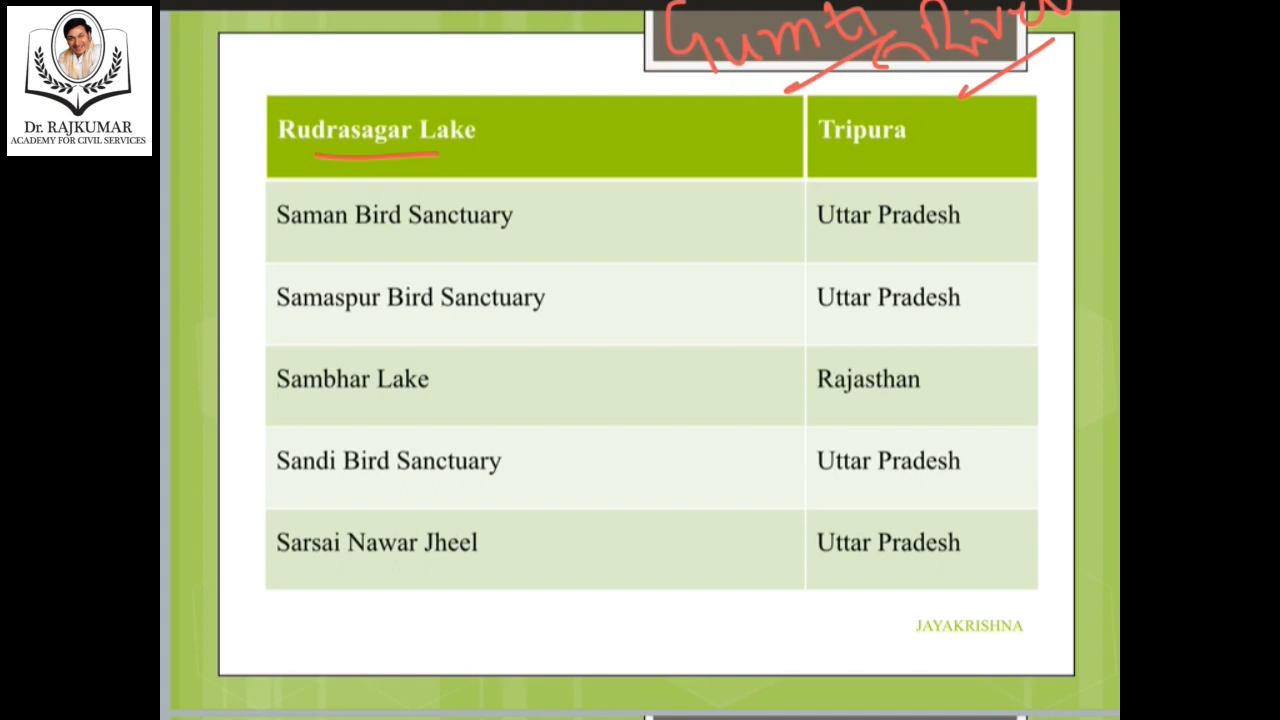 Gumti River
Dr. RAJKUMAR
ACADEMY FOR CIVIL SERVICES
Rudrasagar Lake Tripura
Saman Bird Sanctuary Uttar Pradesh
Samaspur Bird Sanctuary Uttar Pradesh
Sambhar Lake Rajasthan
Sandi Bird Sanctuary Uttar Pradesh
Sarsai Nawar Jheel Uttar Pradesh
JAYAKRISHNA